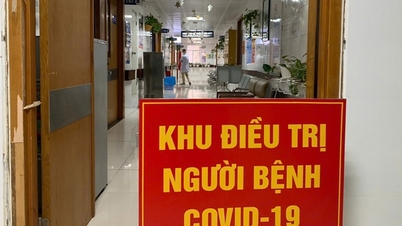 KHU ĐIỀU TRỊ
NGƯỜI BỆNH
COVID-19